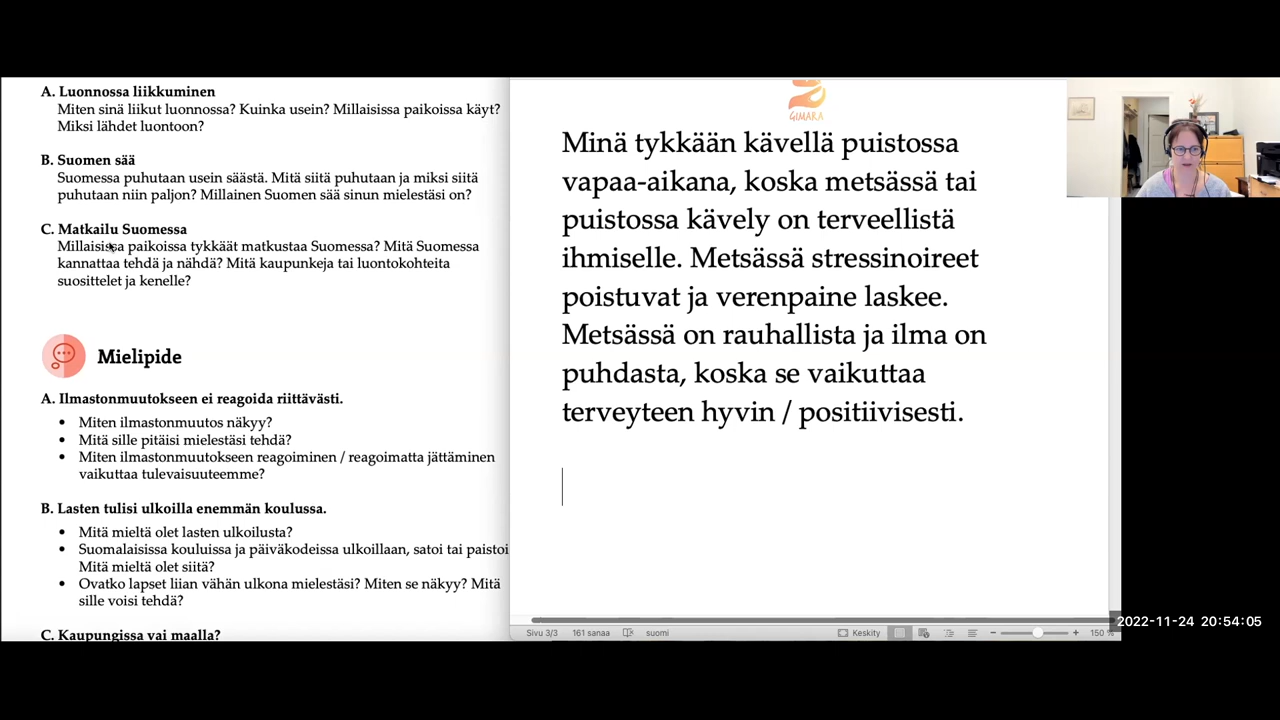 A. Luonnossa liikkuminen
Miten sinä liikut luonnossa? Kuinka usein? Millaisissa paikoissa käyt?
Miksi lähdet luontoon?
B. Suomen sää
Suomessa puhutaan usein säästä. Mitä siitä puhutaan ja miksi siitä
puhutaan niin paljon? Millainen Suomen sää sinun mielestäsi on?
C. Matkailu Suomessa
Millaisissa paikoissa tykkäät matkustaa Suomessa? Mitä Suomessa
kannattaa tehdä ja nähdä? Mitä kaupunkeja tai luontokohteita
suosittelet ja kenelle?
Mielipide
A. Ilmastonmuutokseen ei reagoida riittävästi.
• Miten ilmastonmuutos näkyy?
• Mitä sille pitäisi mielestäsi tehdä?
• Miten ilmastonmuutokseen reagoiminen / reagoimatta jättäminen
vaikuttaa tulevaisuuteemme?
B. Lasten tulisi ulkoilla enemmän koulussa.
• Mitä mieltä olet lasten ulkoilusta?
• Suomalaisissa kouluissa ja päiväkodeissa ulkoillaan, satoi tai paistoi
Mitä mieltä olet siitä?
• Ovatko lapset liian vähän ulkona mielestäsi? Miten se näkyy? Mitä
sille voisi tehdä?
C. Kaupungissa vai maalla?
GIMARA
Minä tykkään kävellä puistossa
vapaa-aikana, koska metsässä tai
puistossa kävely on terveellistä
ihmiselle. Metsässä stressinoireet
poistuvat ja verenpaine laskee.
Metsässä on rauhallista ja ilma on
puhdasta, koska se vaikuttaa
terveyteen hyvin / positiivisesti.
Sivu 3/3 161 sanaa suomi Keskity 150 %
2022-11-24 20:54:05